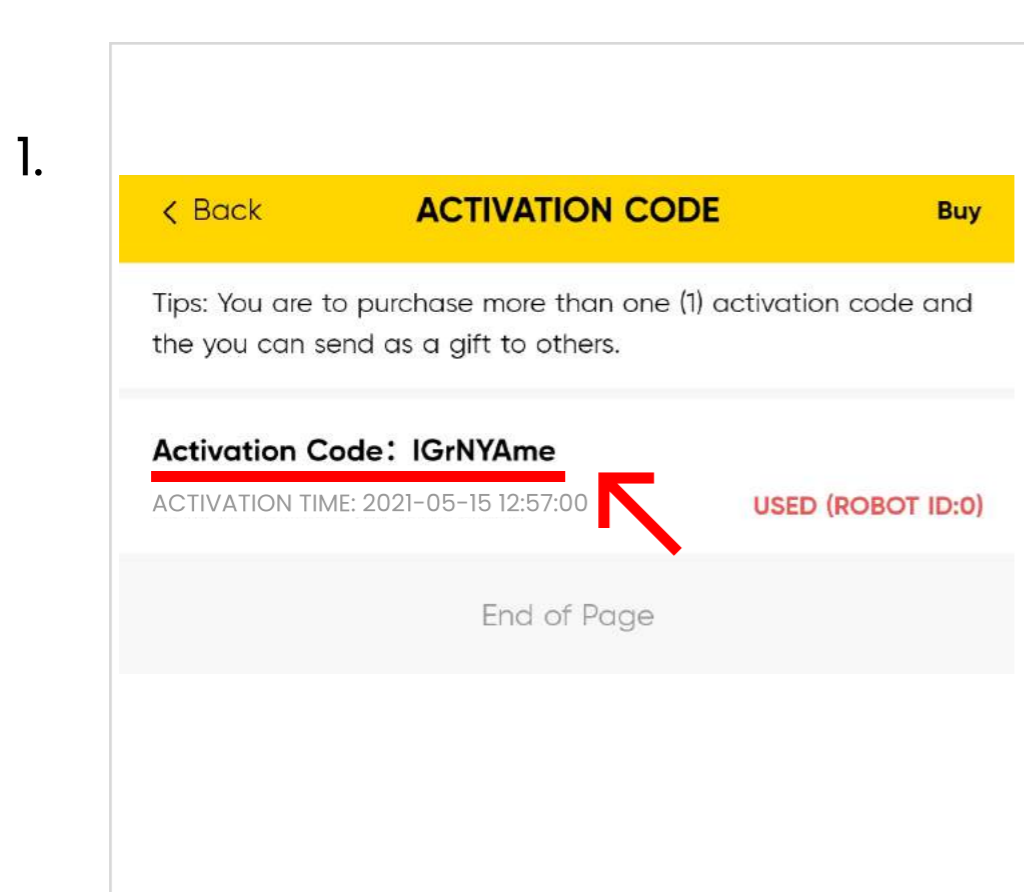 1.
< Back ACTIVATION CODE Buy
Tips: You are to purchase more than one (1) activation code and
the you can send as a gift to others.
Activation Code: IGrNYAme
ACTIVATION TIME: 2021-05-15 12:57:00 USED (ROBOT ID:0)
End of Page